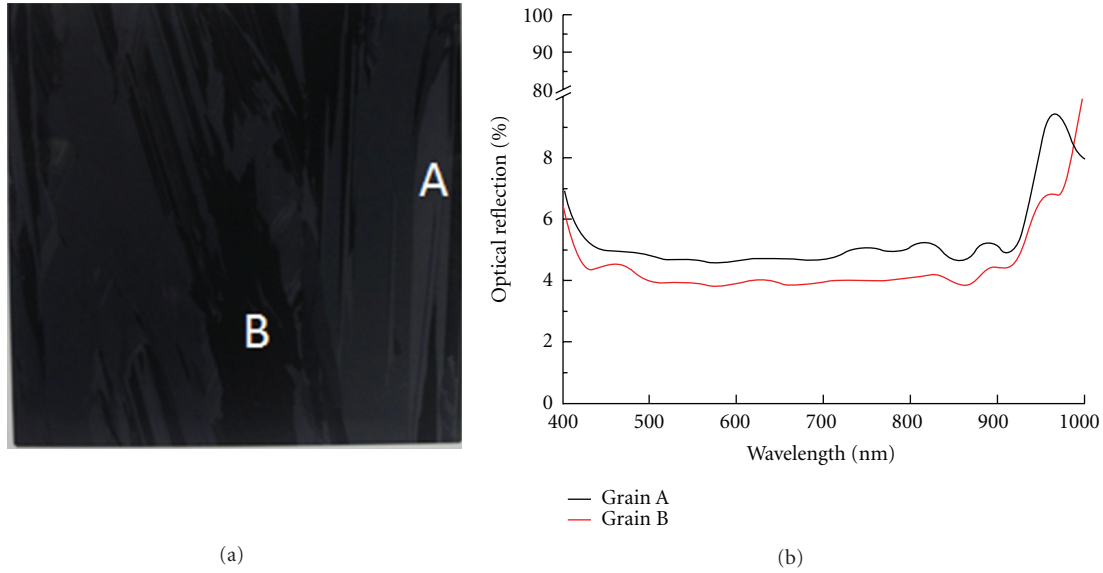 A
B
(a)
100
90
80
8
6
4
2
0
Optical reflection (%)
400 500 600 700 800 900 1000
Wavelength (nm)
Grain A
Grain B
(b)